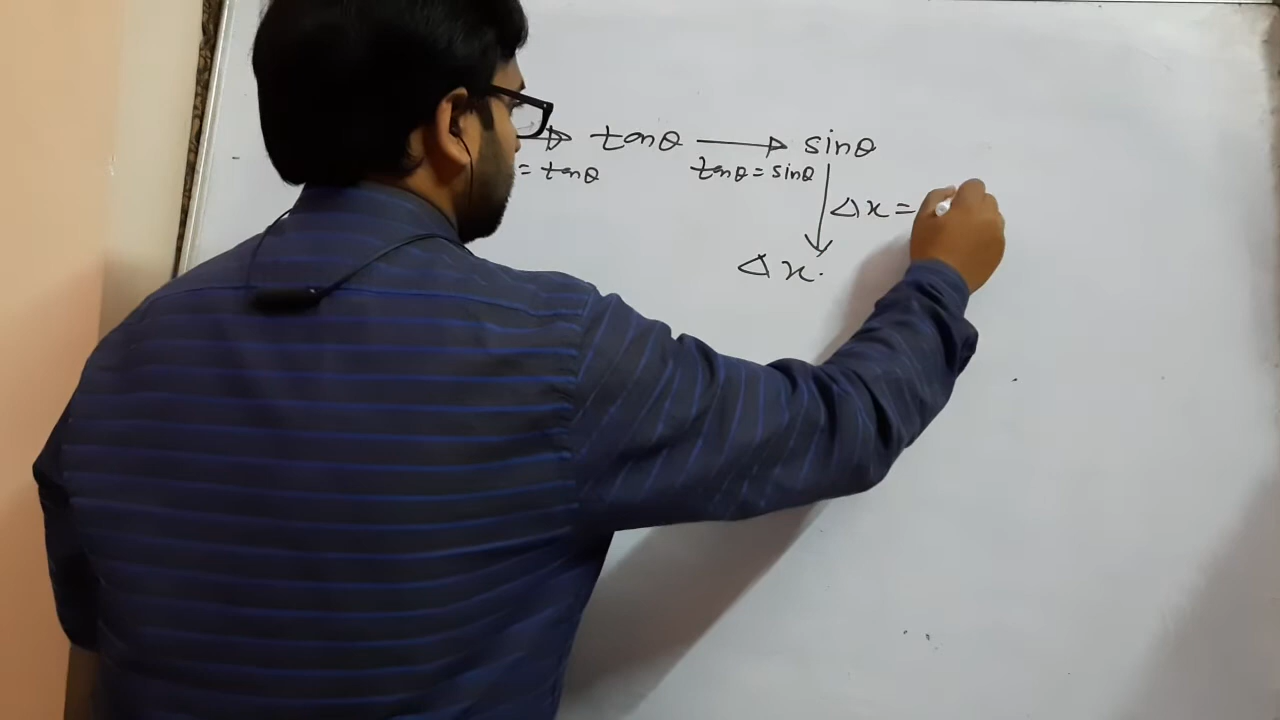 → tanθ → sinθ
= tanθ tanθ = sinθ
Δx =
Δx.